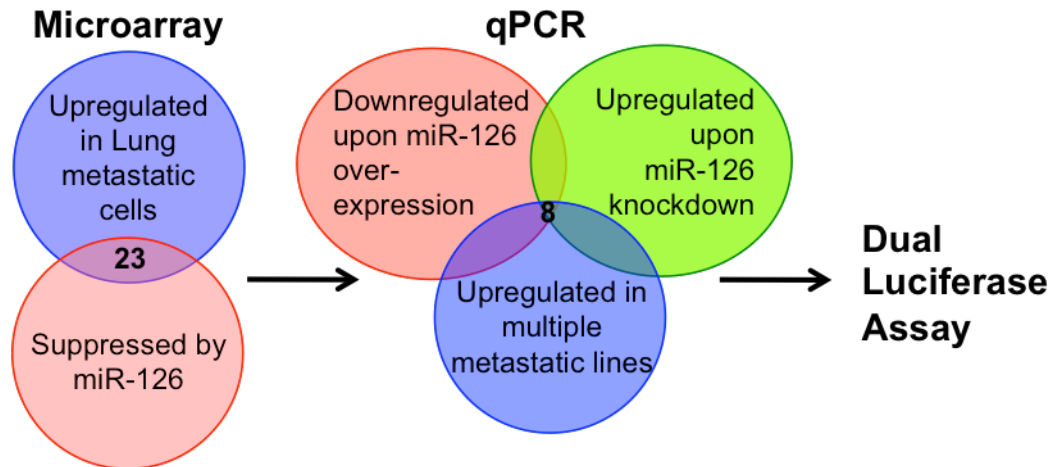 Microarray
Upregulated
in Lung
metastatic
cells
23
Suppressed by
miR-126
qPCR
Downregulated
upon miR-126
over-
expression
Upregulated
upon
miR-126
knockdown
8
Upregulated in
multiple
metastatic lines
Dual
Luciferase
Assay